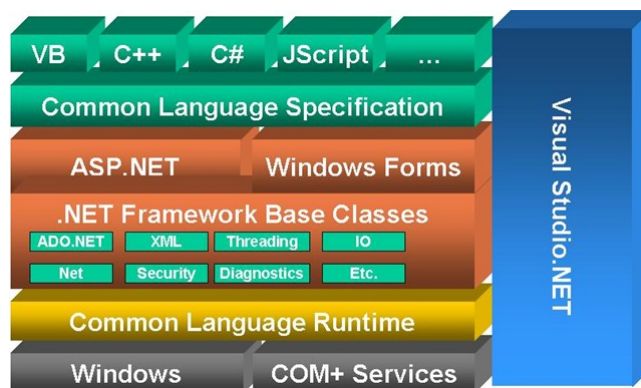 VB C++ C# JScript ...
Common Language Specification
ASP.NET Windows Forms
.NET Framework Base Classes
ADO.NET XML Threading IO
Net Security Diagnostics Etc.
Common Language Runtime
Windows COM+ Services
Visual Studio.NET